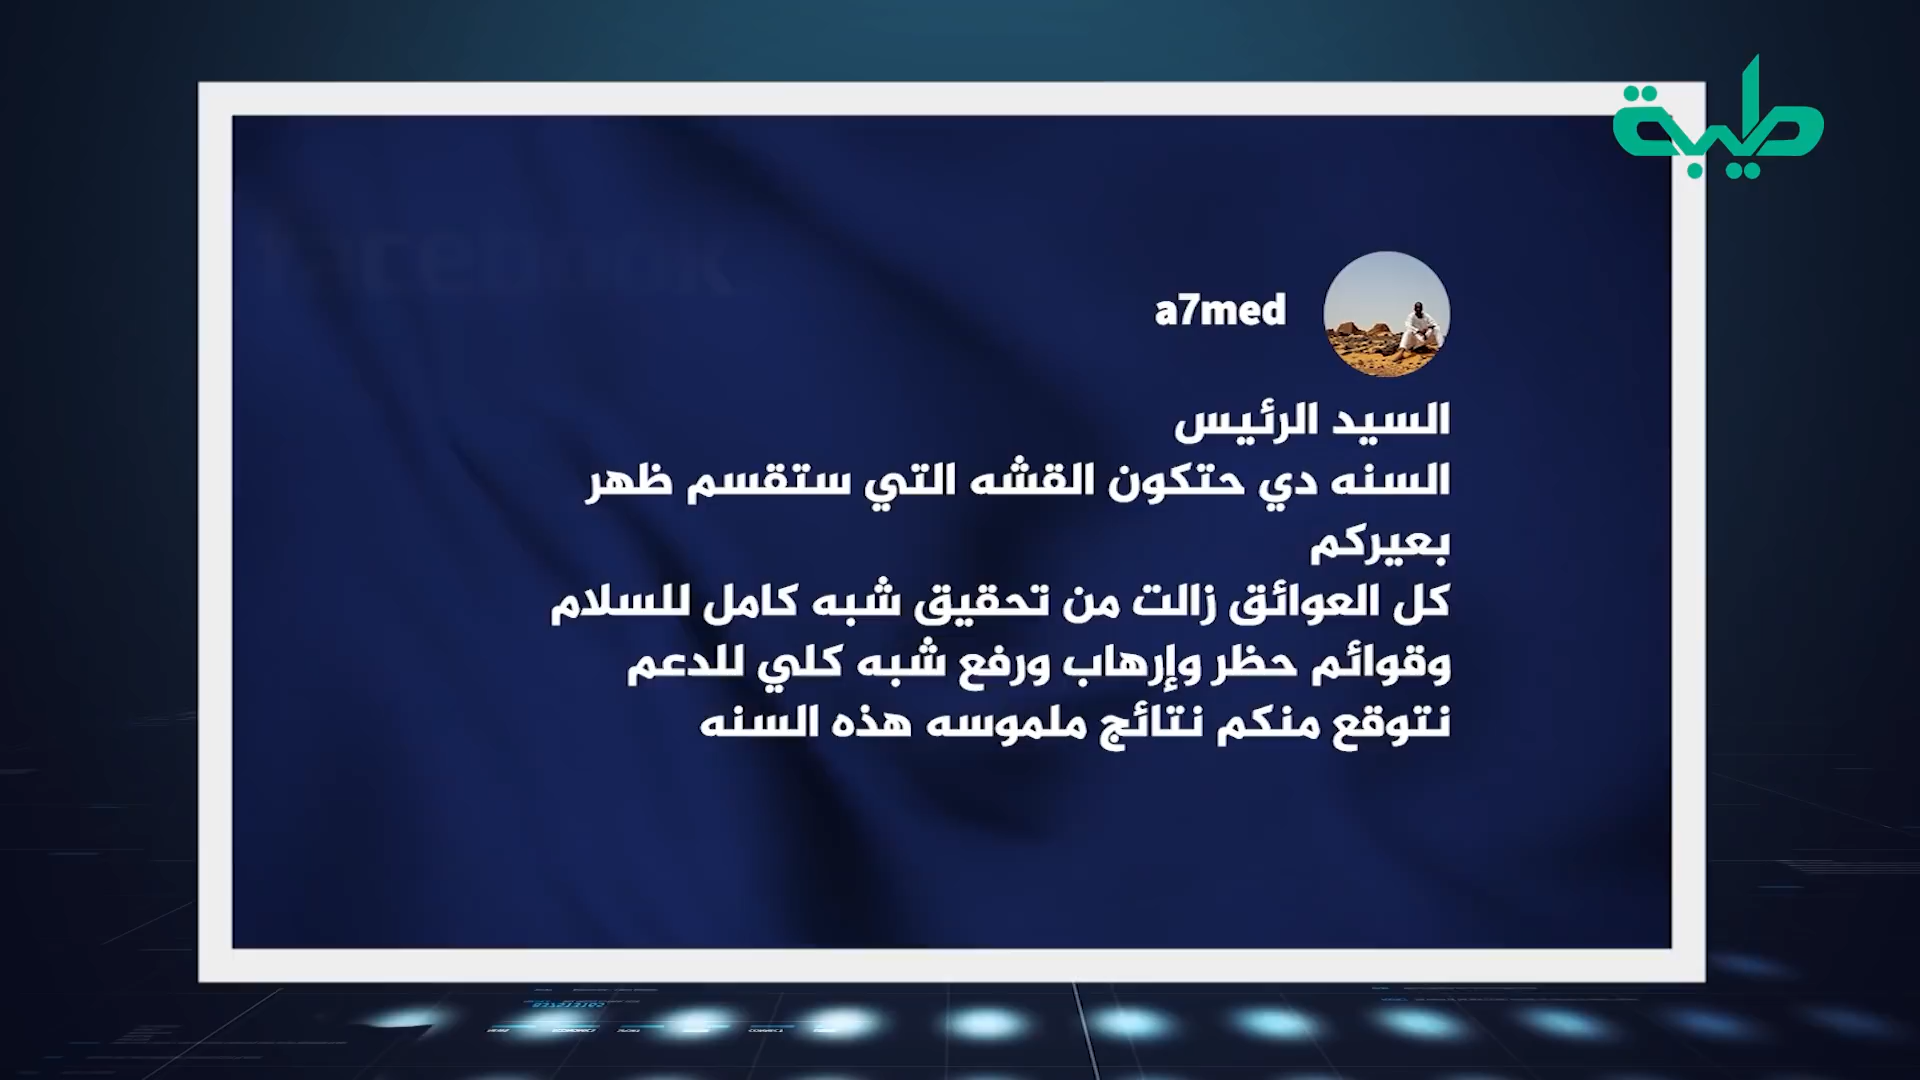 طيبة
facebook
a7med
السيد الرئيس
السنه دي حتكون القشه التي ستقسم ظهر
بعيركم
كل العوائق زالت من تحقيق شبه كامل للسلام
وقوائم حظر وإرهاب ورفع شبه كلي للدعم
نتوقع منكم نتائج ملموسه هذه السنه